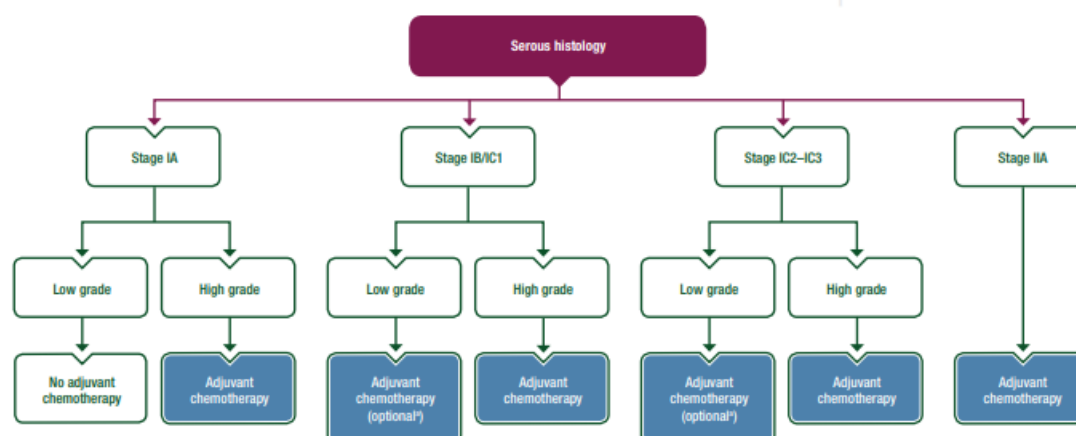 Serous histology
Stage IA
Stage IB/IC1
Stage IC2–IC3
Stage IIA
Low grade
High grade
Low grade
High grade
Low grade
High grade
No adjuvant
chemotherapy
Adjuvant
chemotherapy
Adjuvant
chemotherapy
(optionalᵃ)
Adjuvant
chemotherapy
Adjuvant
chemotherapy
(optionalᵃ)
Adjuvant
chemotherapy
Adjuvant
chemotherapy